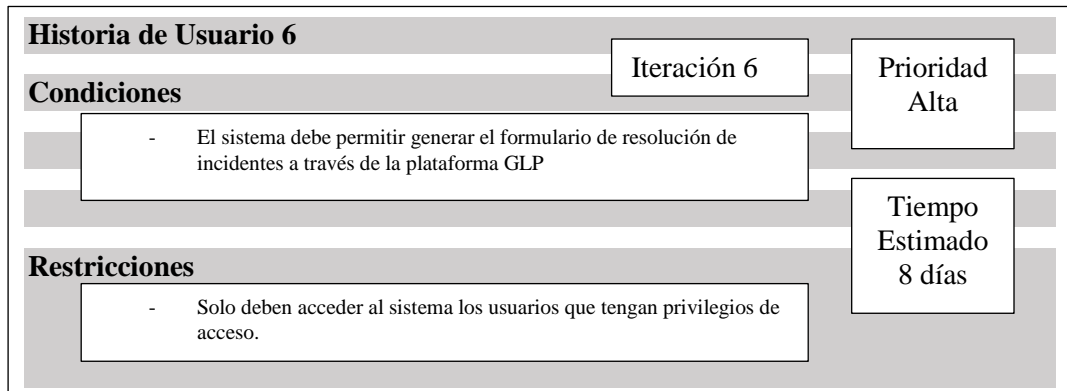 Historia de Usuario 6
Iteración 6
Prioridad
Alta
Condiciones
- El sistema debe permitir generar el formulario de resolución de
incidentes a través de la plataforma GLP
Tiempo
Estimado
8 días
Restricciones
- Solo deben acceder al sistema los usuarios que tengan privilegios de
acceso.